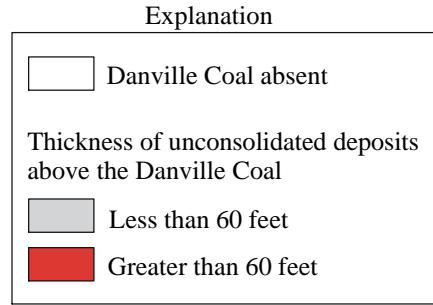 Explanation
Danville Coal absent
Thickness of unconsolidated deposits
above the Danville Coal
Less than 60 feet
Greater than 60 feet